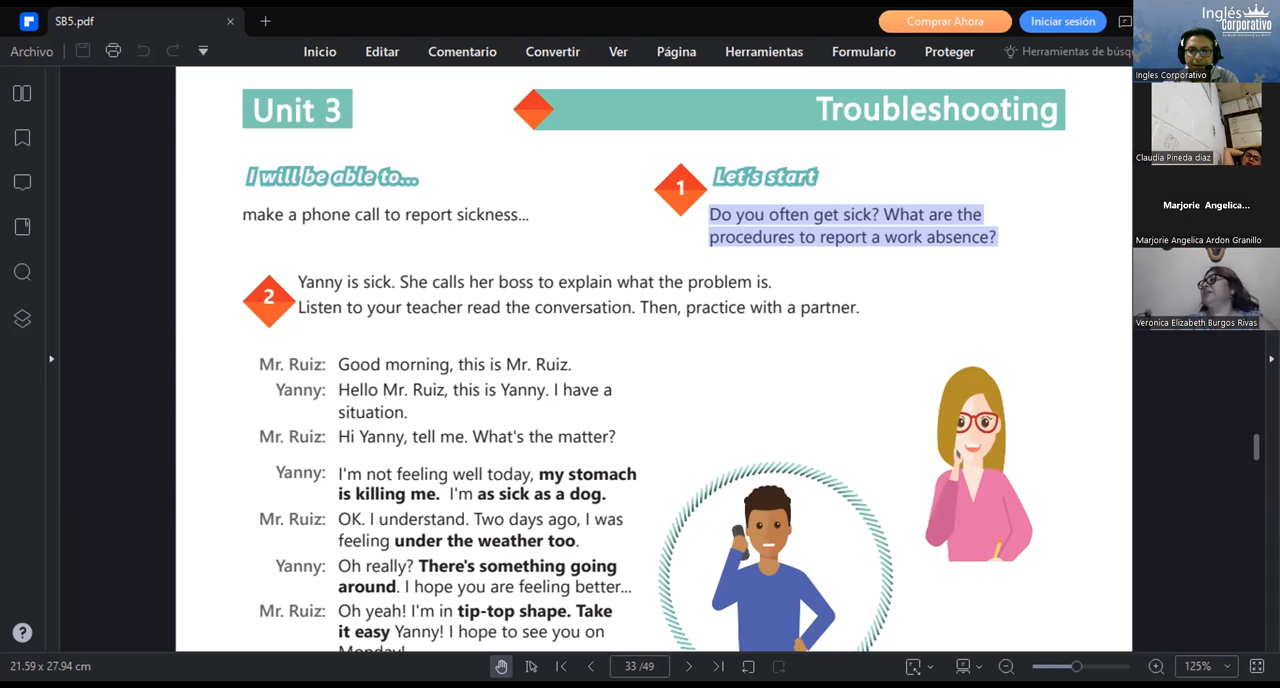 SB5.pdf
Comprar Ahora
Iniciar sesión
Archivo
Inicio
Editar
Comentario
Convertir
Ver
Página
Herramientas
Formulario
Proteger
Herramientas de búsqu
Inglés
Corporativo
Ingles Corporativo
Claudia Pineda diaz
Marjorie Angelica...
Marjorie Angelica Ardon Granillo
Veronica Elizabeth Burgos Rivas
Unit 3
Troubleshooting
I will be able to...
make a phone call to report sickness...
1
Let's start
Do you often get sick? What are the
procedures to report a work absence?
2
Yanny is sick. She calls her boss to explain what the problem is.
Listen to your teacher read the conversation. Then, practice with a partner.
Mr. Ruiz: Good morning, this is Mr. Ruiz.
Yanny: Hello Mr. Ruiz, this is Yanny. I have a
situation.
Mr. Ruiz: Hi Yanny, tell me. What's the matter?
Yanny: I'm not feeling well today, my stomach
is killing me. I'm as sick as a dog.
Mr. Ruiz: OK. I understand. Two days ago, I was
feeling under the weather too.
Yanny: Oh really? There's something going
around. I hope you are feeling better...
Mr. Ruiz: Oh yeah! I'm in tip-top shape. Take
it easy Yanny! I hope to see you on
Monday!
21.59 x 27.94 cm
33 /49
125%